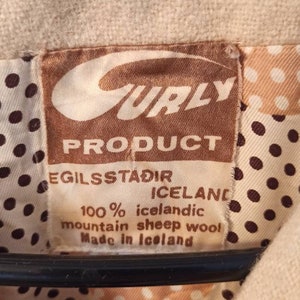 CURLY
PRODUCT
EGILSSTAÐIR
ICELAND
100% icelandic
mountain sheep wool
Made in Iceland